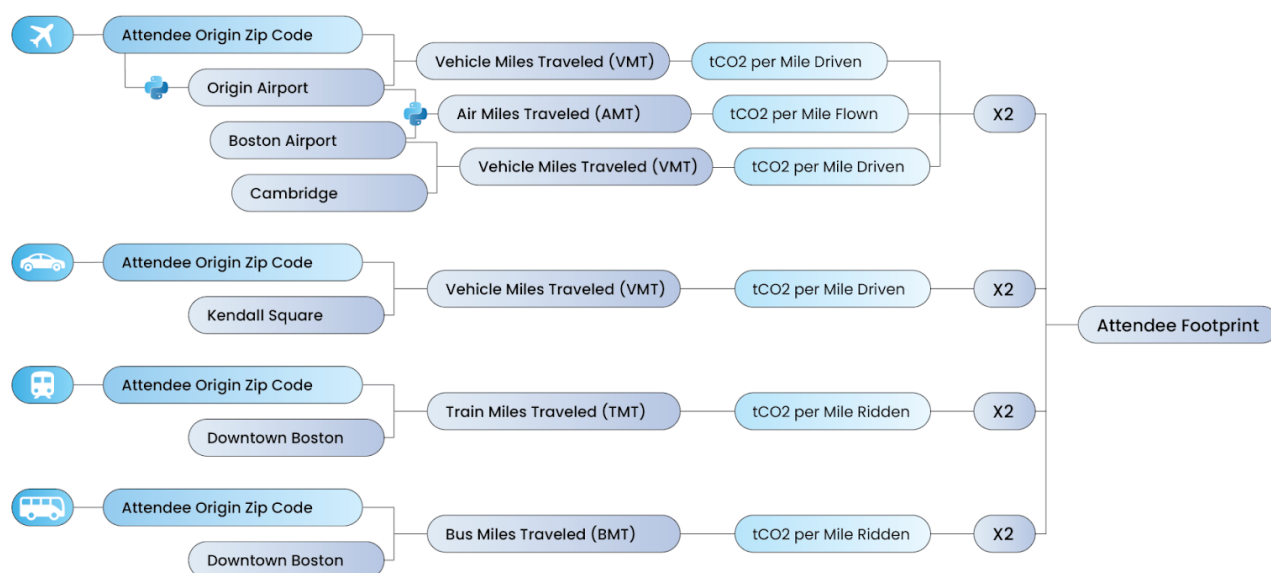 Attendee Origin Zip Code
Origin Airport
Boston Airport
Cambridge
Vehicle Miles Traveled (VMT)
tCO2 per Mile Driven
Air Miles Traveled (AMT)
tCO2 per Mile Flown
Vehicle Miles Traveled (VMT)
tCO2 per Mile Driven
X2
Attendee Origin Zip Code
Kendall Square
Vehicle Miles Traveled (VMT)
tCO2 per Mile Driven
X2
Attendee Origin Zip Code
Downtown Boston
Train Miles Traveled (TMT)
tCO2 per Mile Ridden
X2
Attendee Origin Zip Code
Downtown Boston
Bus Miles Traveled (BMT)
tCO2 per Mile Ridden
X2
Attendee Footprint